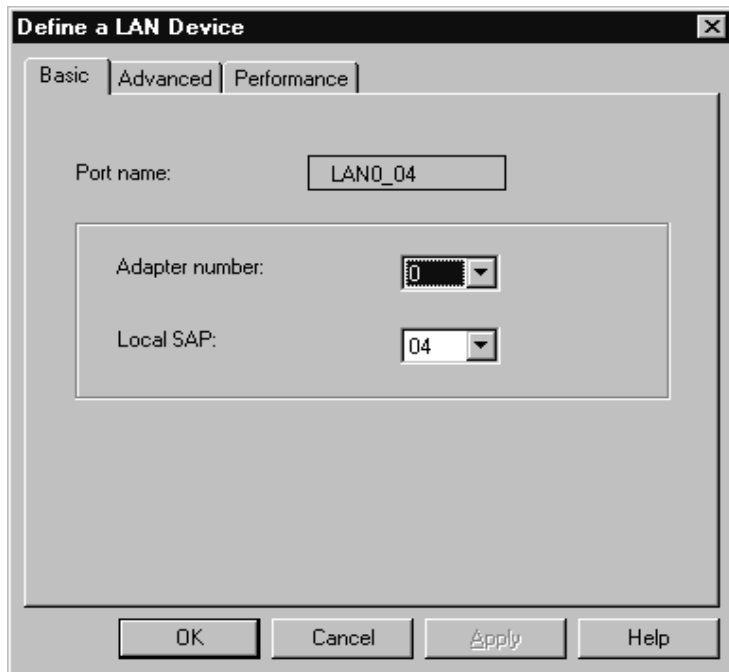 Define a LAN Device
Basic Advanced Performance
Port name: LAN0_04
Adapter number: 0
Local SAP: 04
OK Cancel Apply Help